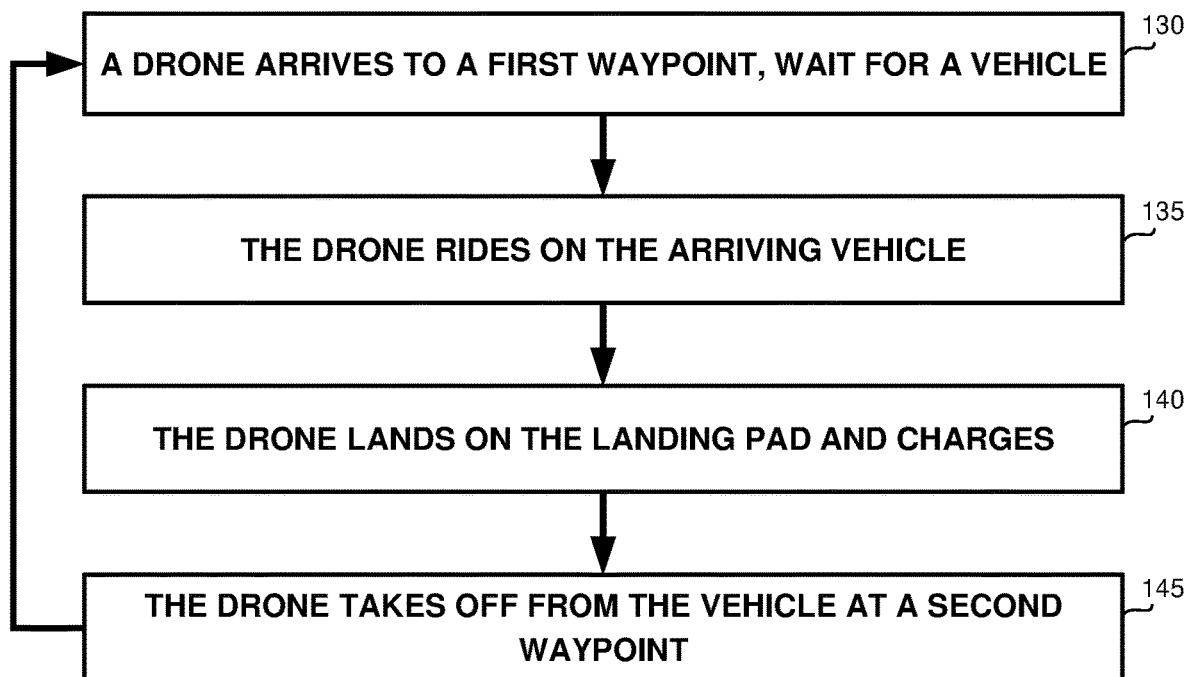 130
A DRONE ARRIVES TO A FIRST WAYPOINT, WAIT FOR A VEHICLE
135
THE DRONE RIDES ON THE ARRIVING VEHICLE
140
THE DRONE LANDS ON THE LANDING PAD AND CHARGES
145
THE DRONE TAKES OFF FROM THE VEHICLE AT A SECOND
WAYPOINT